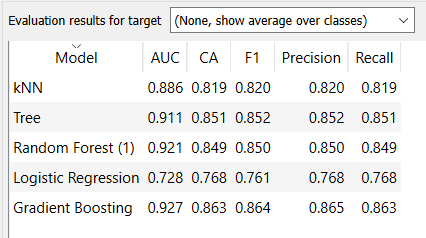 Evaluation results for target (None, show average over classes)
Model AUC CA F1 Precision Recall
kNN 0.886 0.819 0.820 0.820 0.819
Tree 0.911 0.851 0.852 0.852 0.851
Random Forest (1) 0.921 0.849 0.850 0.850 0.849
Logistic Regression 0.728 0.768 0.761 0.768 0.768
Gradient Boosting 0.927 0.863 0.864 0.865 0.863